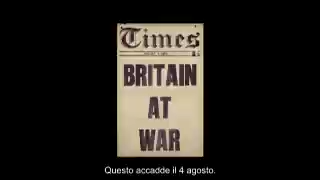 Times
BRITAIN
AT
WAR
Questo accadde il 4 agosto.